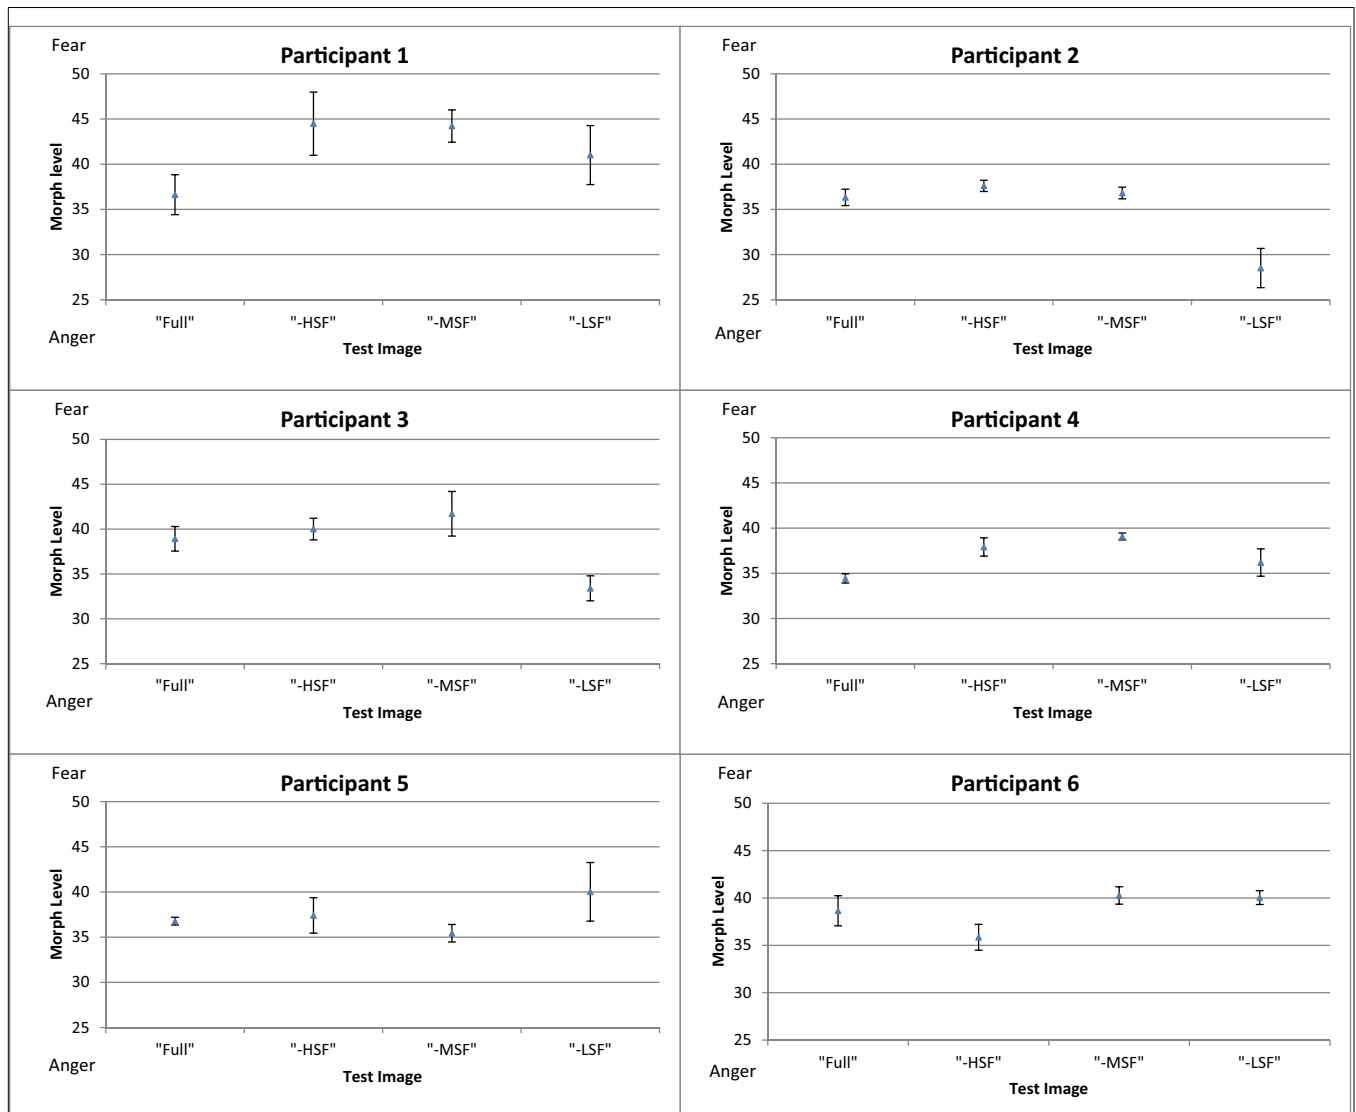 Fear
Participant 1
50
45
40
35
30
25
Morph level
"Full" "-HSF" "-MSF" "-LSF"
Anger
Test Image
Fear
Participant 2
50
45
40
35
30
25
Morph Level
"Full" "-HSF" "-MSF" "-LSF"
Anger
Test Image
Fear
Participant 3
50
45
40
35
30
25
Morph Level
"Full" "-HSF" "-MSF" "-LSF"
Anger
Test Image
Fear
Participant 4
50
45
40
35
30
25
Morph Level
"Full" "-HSF" "-MSF" "-LSF"
Anger
Test Image
Fear
Participant 5
50
45
40
35
30
25
Morph Level
"Full" "-HSF" "-MSF" "-LSF"
Anger
Test Image
Fear
Participant 6
50
45
40
35
30
25
Morph Level
"Full" "-HSF" "-MSF" "-LSF"
Anger
Test Image